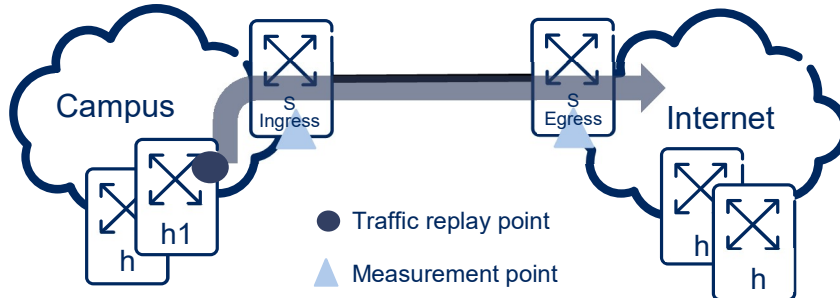 S
Ingress
S
Egress
Campus
Internet
h1
h
h
h
Traffic replay point
Measurement point